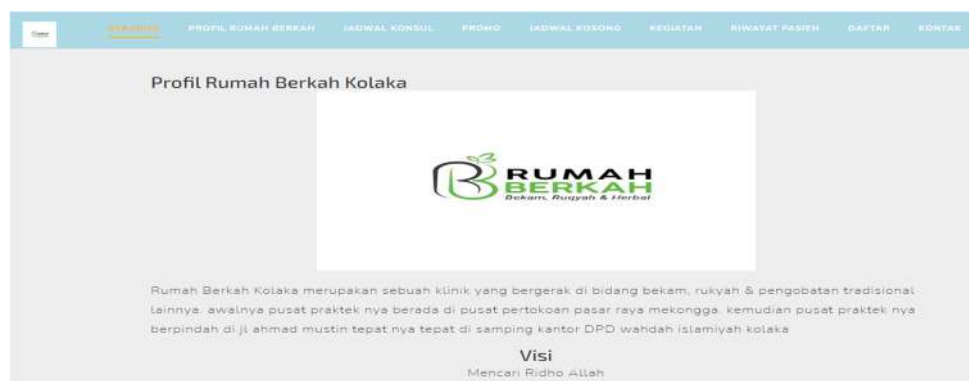 BERANDA PROFIL RUMAH BERKAH JADWAL KONSUL PROMO JADWAL KOSONG KEGIATAN RIWAYAT PASIEN DAFTAR KONTAK
Profil Rumah Berkah Kolaka
RUMAH
BERKAH
Bekam, Ruqyah & Herbal
Rumah Berkah Kolaka merupakan sebuah klinik yang bergerak di bidang bekam, rukyah & pengobatan tradisional
lainnya. awalnya pusat praktek nya berada di pusat pertokoan pasar raya mekongga. kemudian pusat praktek nya
berpindah di jl ahmad mustin tepat nya tepat di samping kantor DPD wahdah islamiyah kolaka
Visi
Mencari Ridho Allah